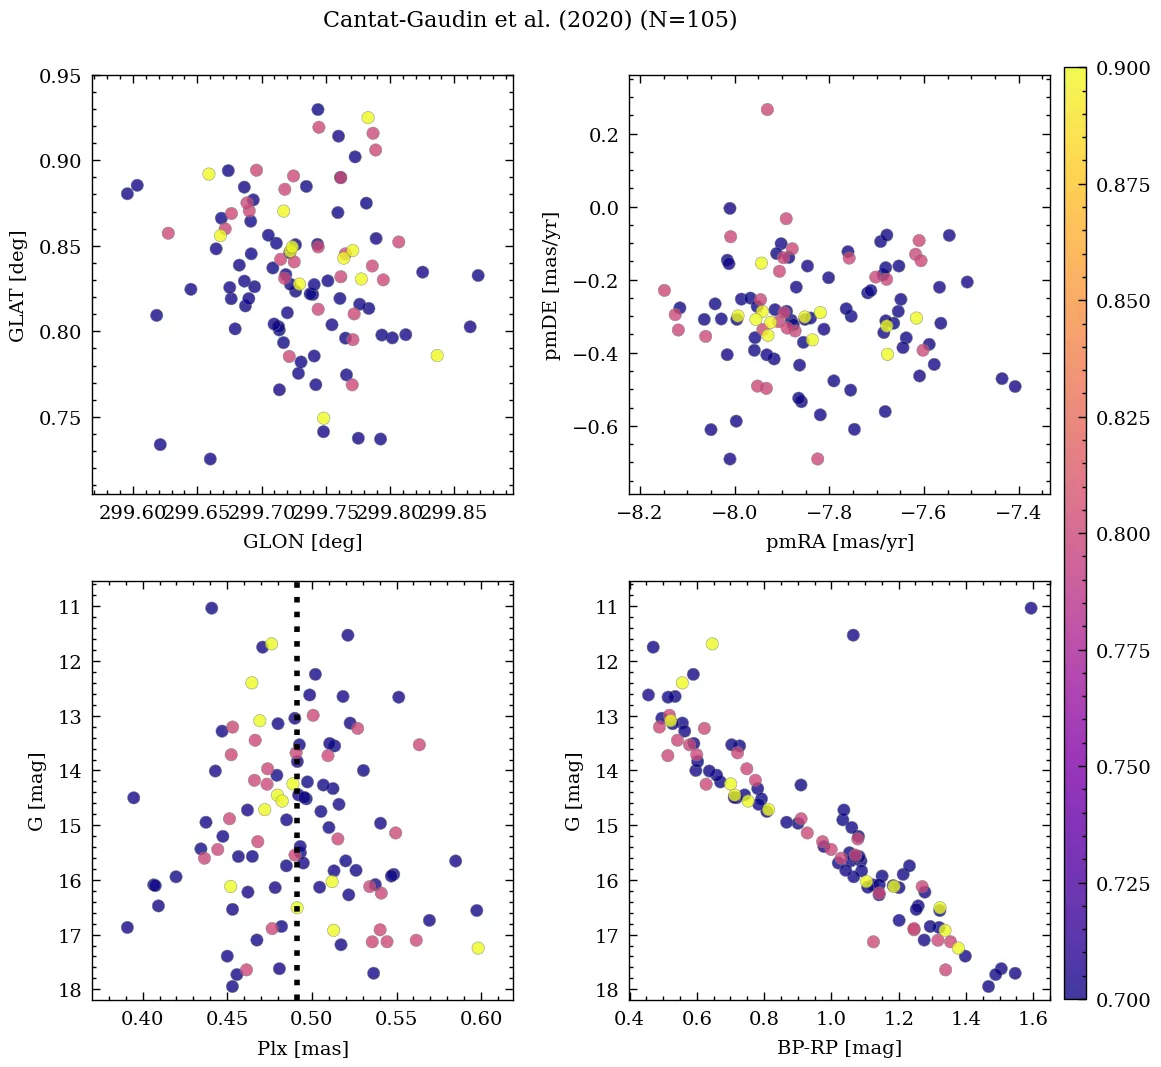 Cantat-Gaudin et al. (2020) (N=105)
0.95
0.90
0.85
0.80
0.75
GLAT [deg]
299.60 299.65 299.70 299.75 299.80 299.85
GLON [deg]
0.2
0.0
−0.2
−0.4
−0.6
pmDE [mas/yr]
−8.2 −8.0 −7.8 −7.6 −7.4
pmRA [mas/yr]
11
12
13
14
15
16
17
18
G [mag]
0.40 0.45 0.50 0.55 0.60
Plx [mas]
11
12
13
14
15
16
17
18
G [mag]
0.4 0.6 0.8 1.0 1.2 1.4 1.6
BP-RP [mag]
0.900
0.875
0.850
0.825
0.800
0.775
0.750
0.725
0.700